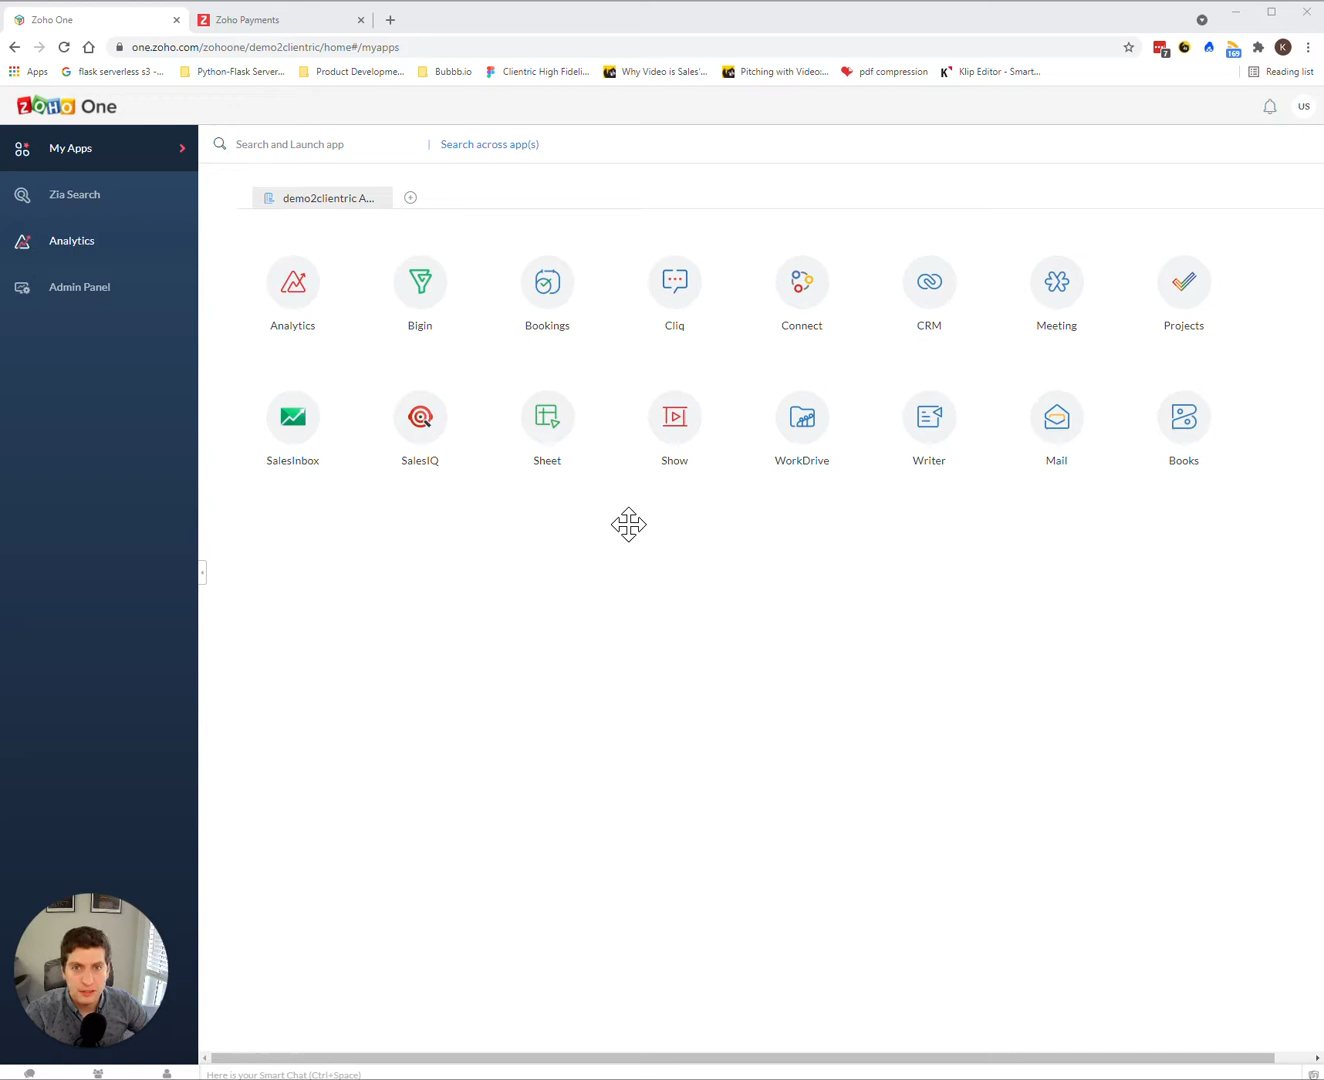 Zoho One
Zoho Payments
one.zoho.com/zohoone/demo2clientric/home#/myapps
7
169
K
Apps
flask serverless s3 -...
Python-Flask Server...
Product Developme...
Bubbb.io
Clientric High Fideli...
Why Video is Sales'...
Pitching with Video:...
pdf compression
Klip Editor - Smart...
Reading list
ZOHO One
US
My Apps
Search and Launch app
Search across app(s)
Zia Search
demo2clientric A...
Analytics
Admin Panel
Analytics
Bigin
Bookings
Cliq
Connect
CRM
Meeting
Projects
SalesInbox
SalesIQ
Sheet
Show
WorkDrive
Writer
Mail
Books
Here is your Smart Chat (Ctrl+Space)